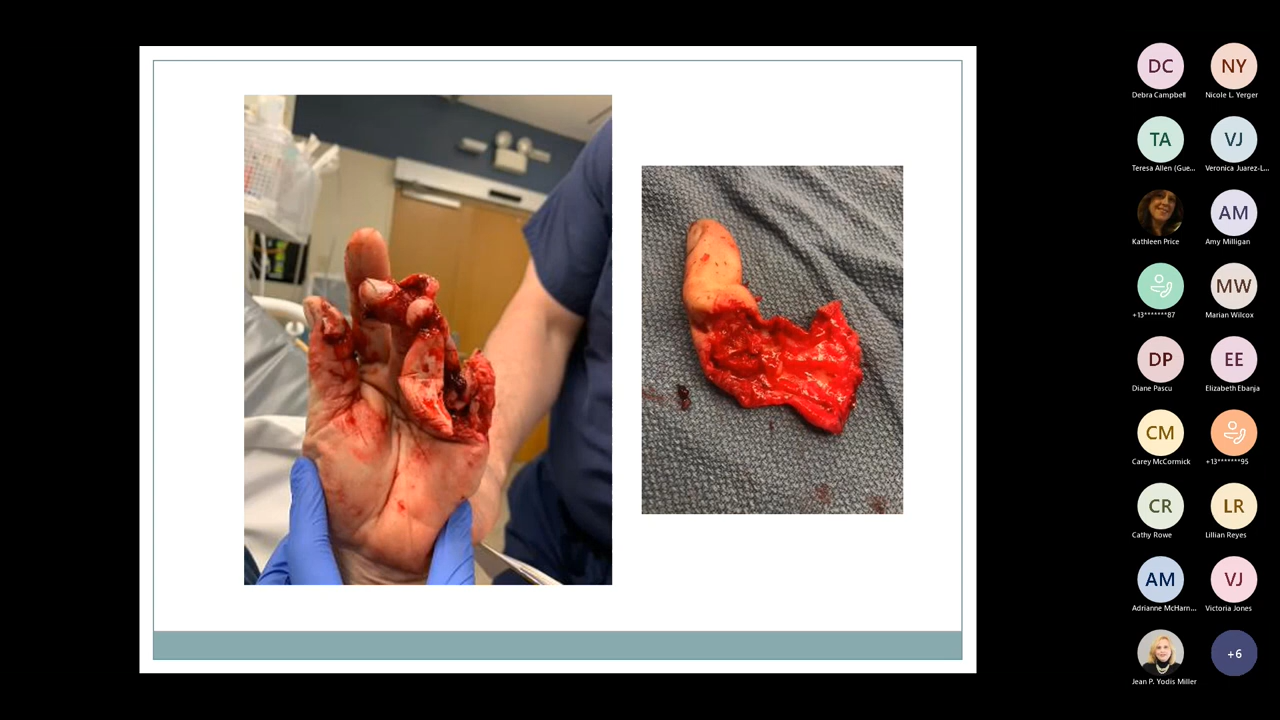 DC
NY
Debra Campbell
Nicole L. Yerger
TA
VJ
Teresa Allen (Gue...
Veronica Juarez-L...
AM
Kathleen Price
Amy Milligan
MW
+13*******87
Marian Wilcox
DP
EE
Diane Pascu
Elizabeth Ebanja
CM
Carey McCormick
+13*******95
CR
LR
Cathy Rowe
Lillian Reyes
AM
VJ
Adrianne McHarn...
Victoria Jones
+6
Jean P. Yodis Miller